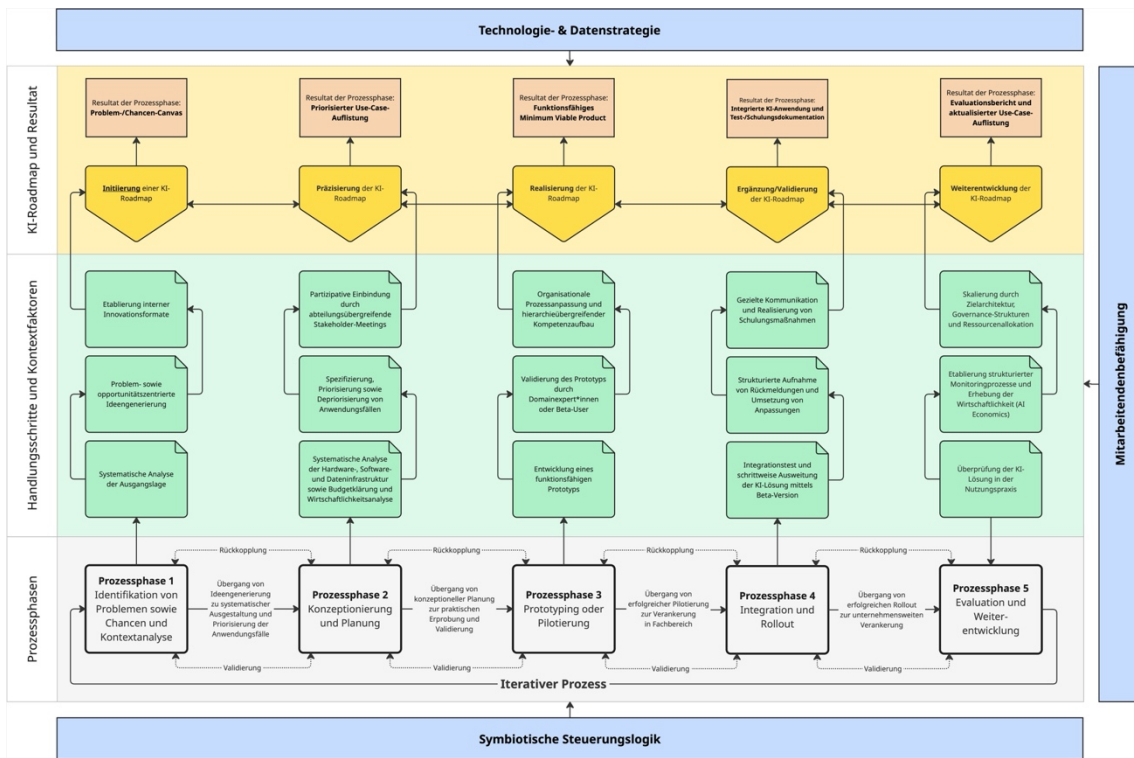 Technologie- & Datenstrategie
KI-Roadmap und Resultat
Resultat der Prozessphase:
Problem-/Chancen-Canvas
Resultat der Prozessphase:
Priorisierter Use-Case-
Auflistung
Resultat der Prozessphase:
Funktionsfähiges
Minimum Viable Product
Resultat der Prozessphase:
Integrierte KI-Anwendung und
Test-/Schulungsdokumentation
Resultat der Prozessphase:
Evaluationsbericht und
aktualisierter Use-Case-
Auflistung
Initiierung einer KI-
Roadmap
Präzisierung der KI-
Roadmap
Realisierung der KI-
Roadmap
Ergänzung/Validierung
der KI-Roadmap
Weiterentwicklung der
KI-Roadmap
Handlungsschritte und Kontextfaktoren
Etablierung interner
Innovationsformate
Partizipative Einbindung
durch
abteilungsübergreifende
Stakeholder-Meetings
Organisationale
Prozessanpassung und
hierarchieübergreifender
Kompetenzaufbau
Gezielte Kommunikation
und Realisierung von
Schulungsmaßnahmen
Skalierung durch
Zielarchitektur,
Governance-Strukturen
und Ressourcenallokation
Problem- sowie
opportunitätszentrierte
Ideengenerierung
Spezifizierung,
Priorisierung sowie
Depriorisierung von
Anwendungsfällen
Validierung des Prototyps
durch
Domainexpert*innen
oder Beta-User
Strukturierte Aufnahme
von Rückmeldungen und
Umsetzung von
Anpassungen
Etablierung strukturierter
Monitoringprozesse und
Erhebung der
Wirtschaftlichkeit (AI
Economics)
Systematische Analyse
der Ausgangslage
Systematische Analyse
der Hardware-, Software-
und Dateninfrastruktur
sowie Budgetklärung und
Wirtschaftlichkeitsanalyse
Entwicklung eines
funktionsfähigen
Prototyps
Integrationstest und
schrittweise Ausweitung
der KI-Lösung mittels
Beta-Version
Überprüfung der KI-
Lösung in der
Nutzungspraxis
Mitarbeitendenbefähigung
Prozessphasen
Rückkopplung
Rückkopplung
Rückkopplung
Rückkopplung
Prozessphase 1
Identifikation von
Problemen sowie
Chancen und
Kontextanalyse
Übergang von
Ideengenerierung
zu systematischer
Ausgestaltung und
Priorisierung der
Anwendungsfälle
Prozessphase 2
Konzeptionierung
und Planung
Übergang von
konzeptioneller Planung
zur praktischen
Erprobung und
Validierung
Prozessphase 3
Prototyping oder
Pilotierung
Übergang von
erfolgreicher Pilotierung
zur Verankerung
in Fachbereich
Prozessphase 4
Integration und
Rollout
Übergang von
erfolgreichen Rollout
zur unternehmensweiten
Verankerung
Prozessphase 5
Evaluation und
Weiter-
entwicklung
Validierung
Validierung
Validierung
Validierung
Iterativer Prozess
Symbiotische Steuerungslogik